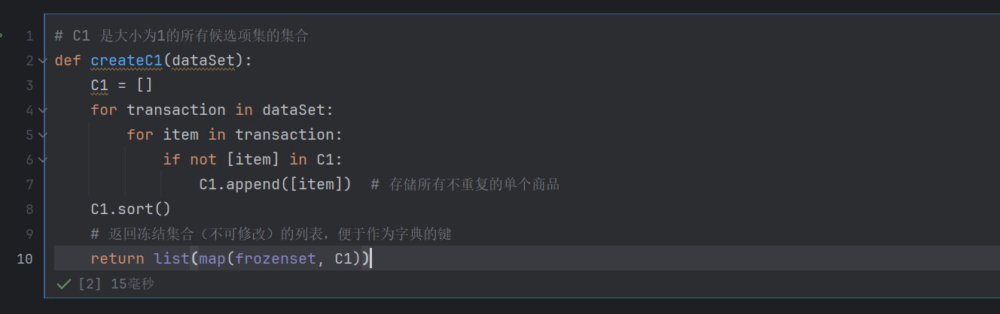 1 # C1 是大小为1的所有候选项集的集合
2 def createC1(dataSet):
3     C1 = []
4     for transaction in dataSet:
5         for item in transaction:
6             if not [item] in C1:
7                 C1.append([item])  # 存储所有不重复的单个商品
8     C1.sort()
9     # 返回冻结集合（不可修改）的列表，便于作为字典的键
10     return list(map(frozenset, C1))
[2] 15毫秒